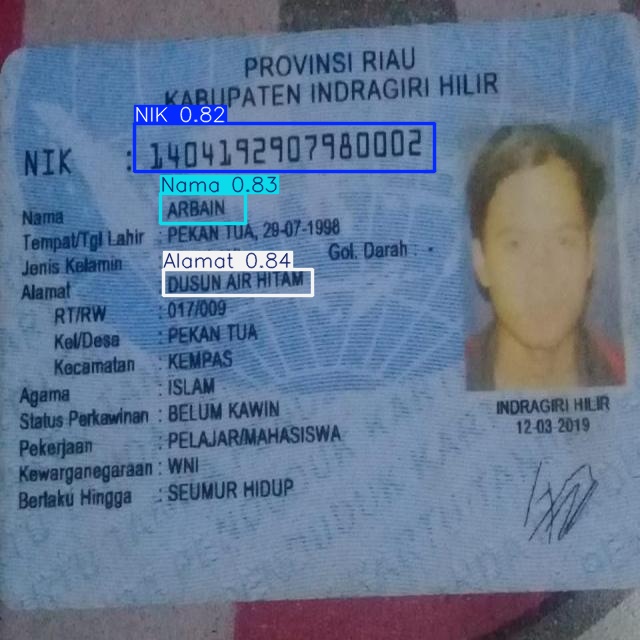 PROVINSI RIAU
KABUPATEN INDRAGIRI HILIR
NIK 0.82
NIK : 1404192907980002
Nama 0.83
Nama ARBAIN
Tempat/Tgl Lahir : PEKAN TUA, 29-07-1998
Jenis Kelamin Gol. Darah : -
Alamat 0.84
Alamat DUSUN AIR HITAM
RT/RW : 017/009
Kel/Desa : PEKAN TUA
Kecamatan : KEMPAS
Agama : ISLAM
Status Perkawinan : BELUM KAWIN
Pekerjaan : PELAJAR/MAHASISWA
Kewarganegaraan : WNI
Berlaku Hingga : SEUMUR HIDUP
INDRAGIRI HILIR
12-03-2019